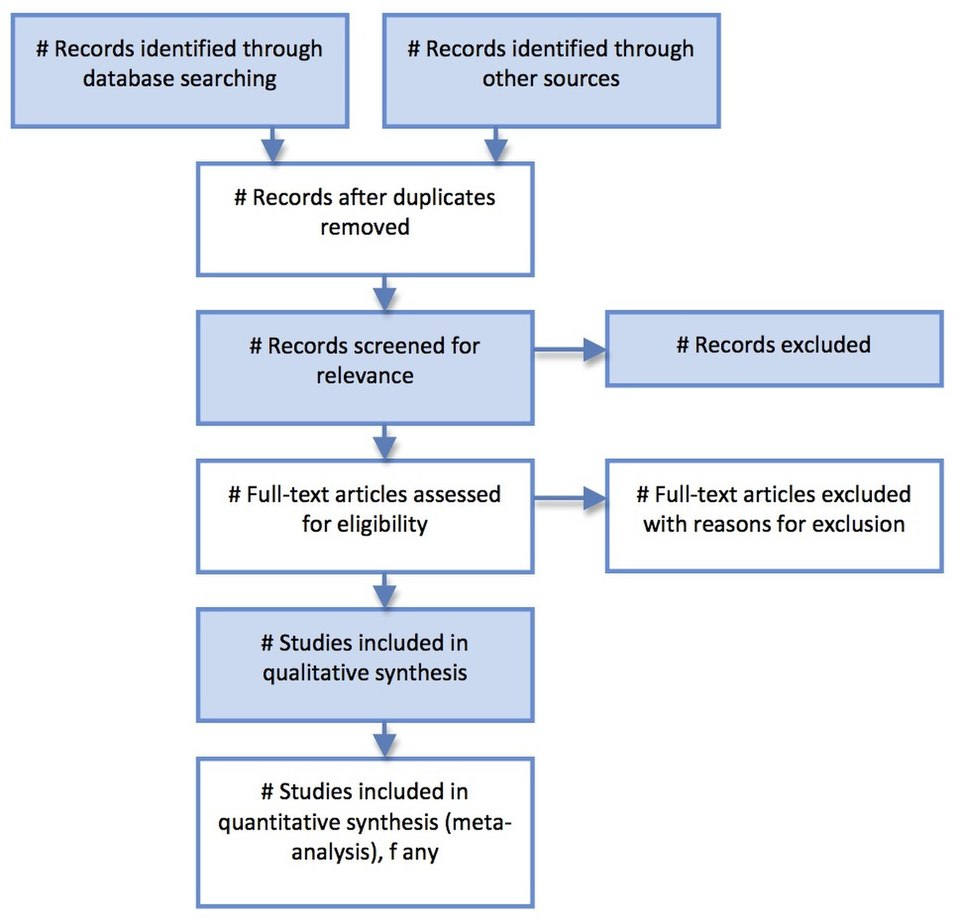 # Records identified through
database searching
# Records identified through
other sources
# Records after duplicates
removed
# Records screened for
relevance
# Records excluded
# Full-text articles assessed
for eligibility
# Full-text articles excluded
with reasons for exclusion
# Studies included in
qualitative synthesis
# Studies included in
quantitative synthesis (meta-
analysis), f any